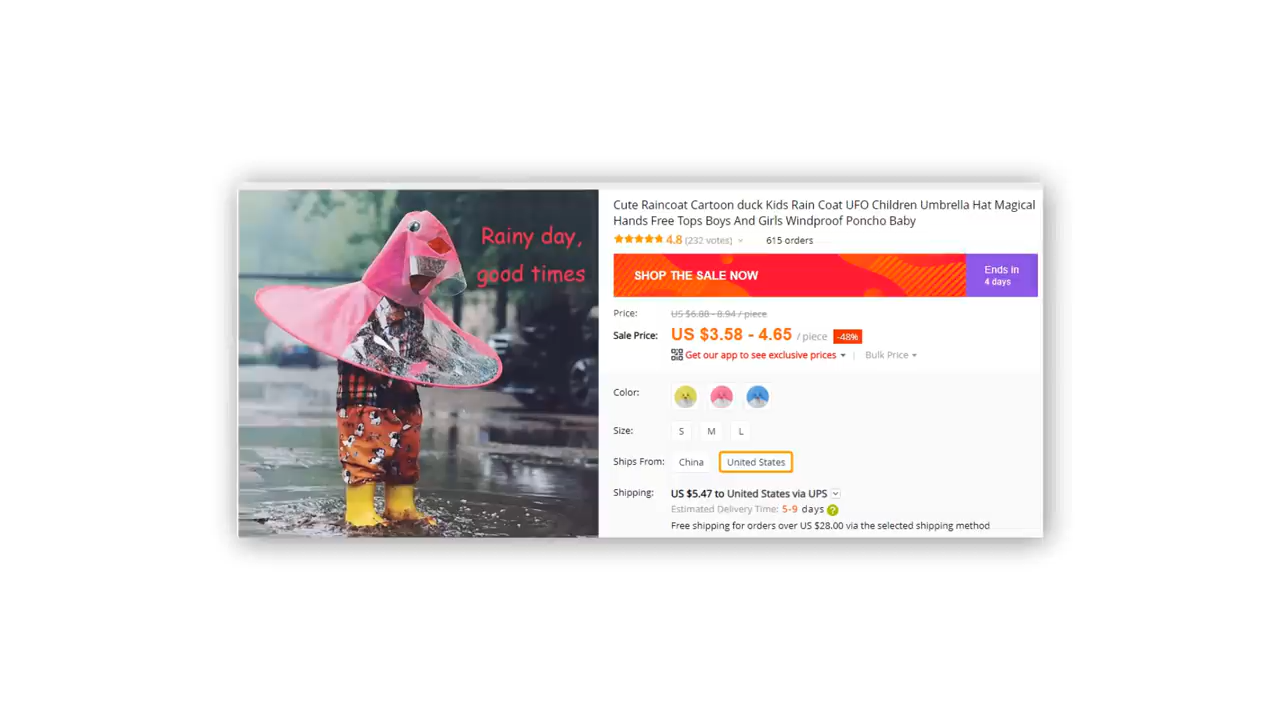 Rainy day,
good times
Cute Raincoat Cartoon duck Kids Rain Coat UFO Children Umbrella Hat Magical
Hands Free Tops Boys And Girls Windproof Poncho Baby
4.8 (232 votes) 615 orders
SHOP THE SALE NOW
Ends in
4 days
Price: US $6.88 - 8.94 / piece
Sale Price: US $3.58 - 4.65 / piece -48%
Get our app to see exclusive prices | Bulk Price
Color:
Size: S M L
Ships From: China United States
Shipping: US $5.47 to United States via UPS
Estimated Delivery Time: 5-9 days ?
Free shipping for orders over US $28.00 via the selected shipping method